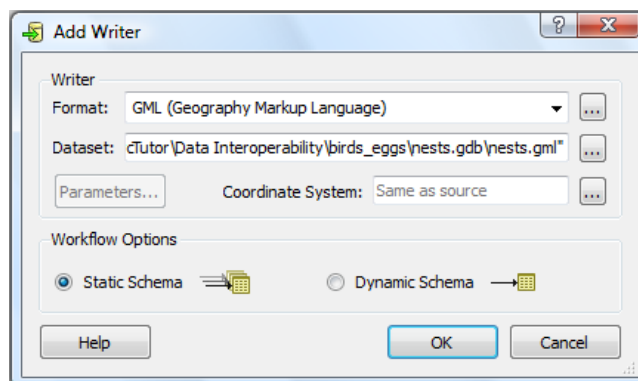 Add Writer
Writer
Format: GML (Geography Markup Language) ...
Dataset: cTutor\Data Interoperability\birds_eggs\nests.gdb\nests.gml" ...
Parameters... Coordinate System: Same as source ...
Workflow Options
Static Schema Dynamic Schema
Help OK Cancel